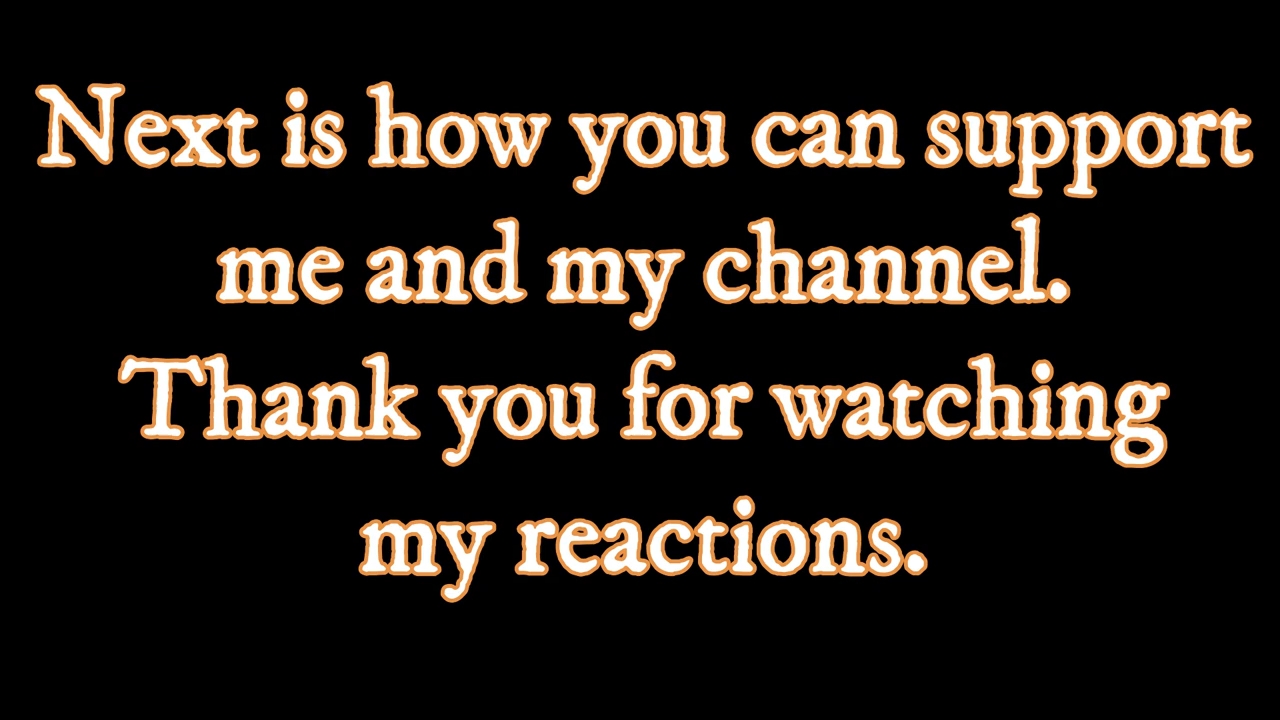 Next is how you can support
me and my channel.
Thank you for watching
my reactions.